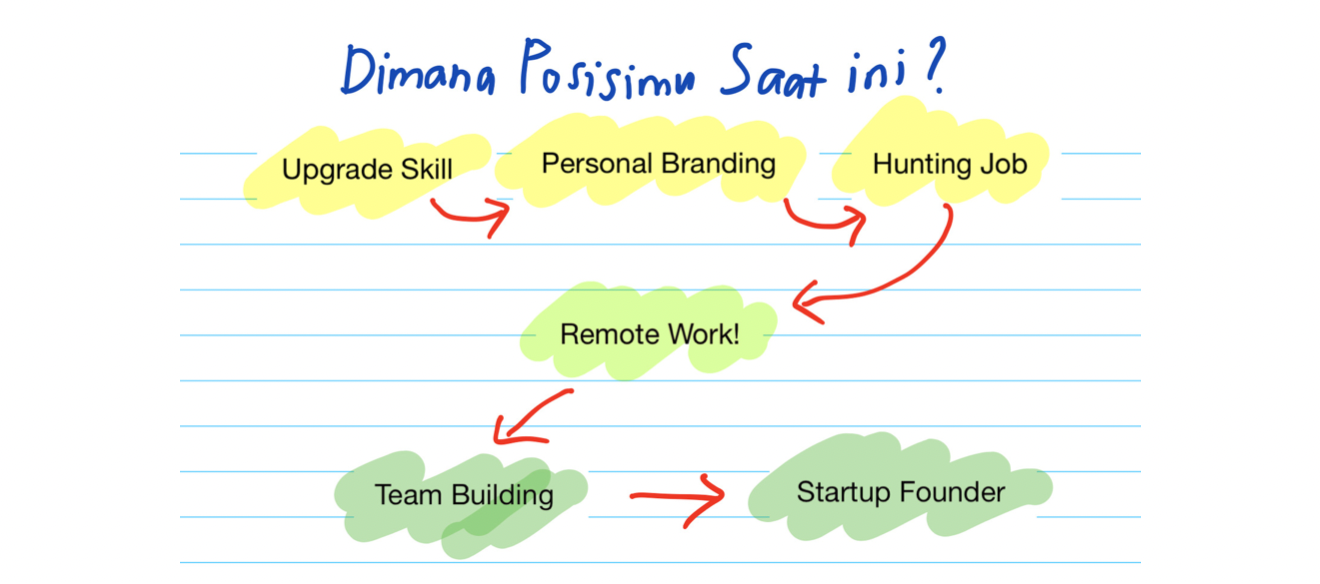 Dimana Posisimu Saat ini?
Upgrade Skill
Personal Branding
Hunting Job
Remote Work!
Team Building
Startup Founder